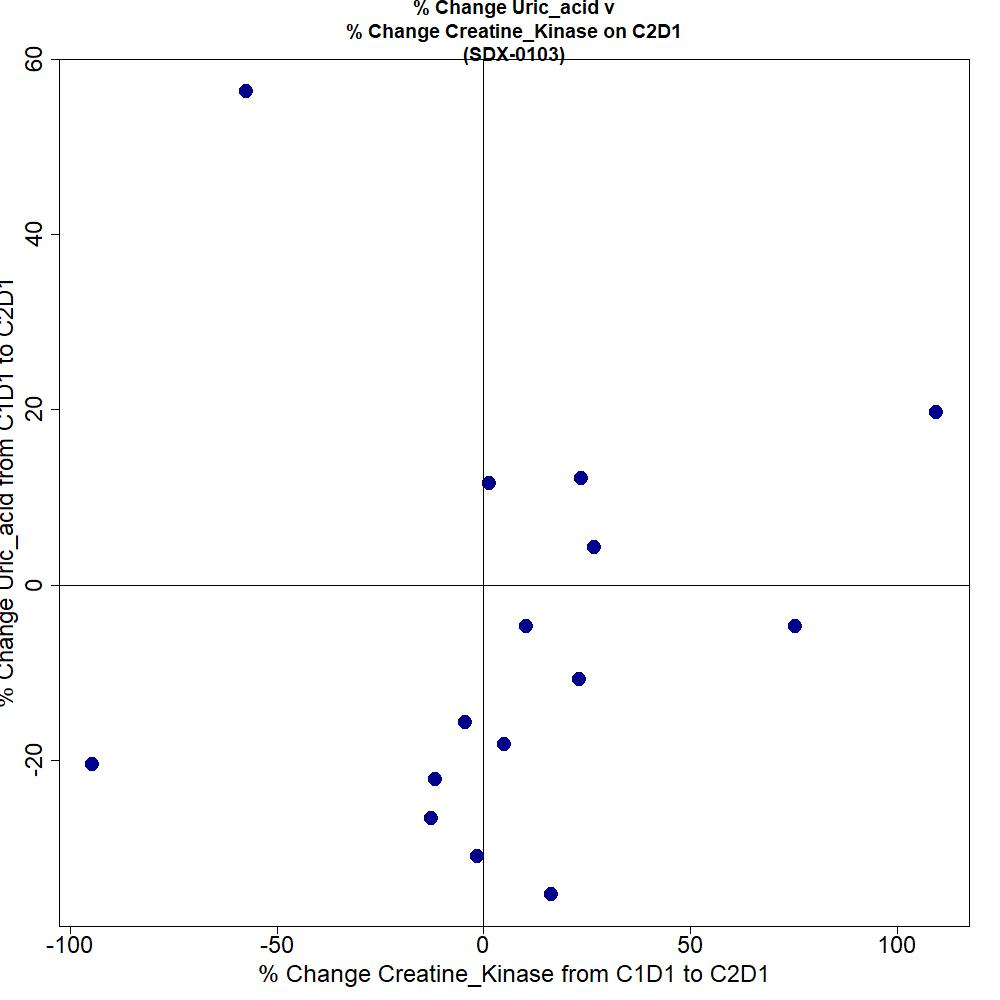 % Change Uric_acid v
% Change Creatine_Kinase on C2D1
(SDX-0103)
60
40
20
0
-20
% Change Uric_acid from C1D1 to C2D1
-100
-50
0
50
100
% Change Creatine_Kinase from C1D1 to C2D1